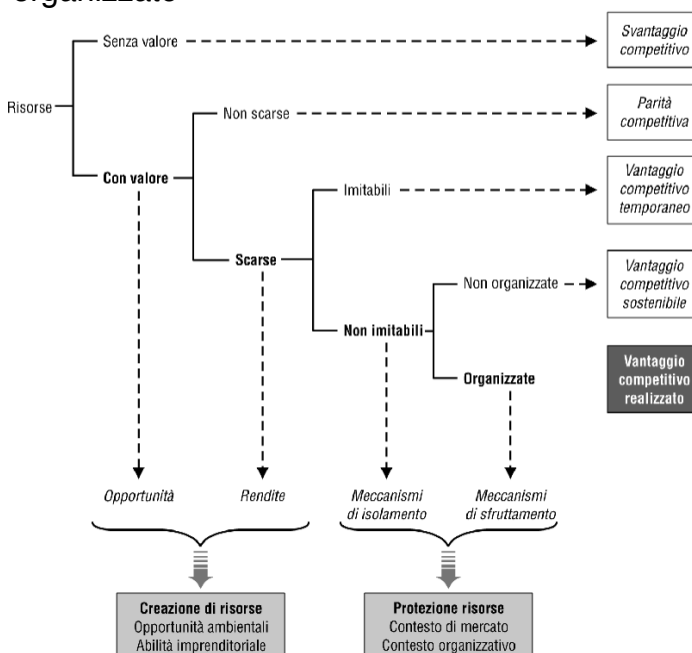 organizzato
Senza valore
Svantaggio
competitivo
Risorse
Non scarse
Parità
competitiva
Con valore
Imitabili
Vantaggio
competitivo
temporaneo
Scarse
Non organizzate
Vantaggio
competitivo
sostenibile
Non imitabili
Organizzate
Vantaggio
competitivo
realizzato
Opportunità
Rendite
Meccanismi
di isolamento
Meccanismi
di sfruttamento
Creazione di risorse
Opportunità ambientali
Abilità imprenditoriale
Protezione risorse
Contesto di mercato
Contesto organizzativo